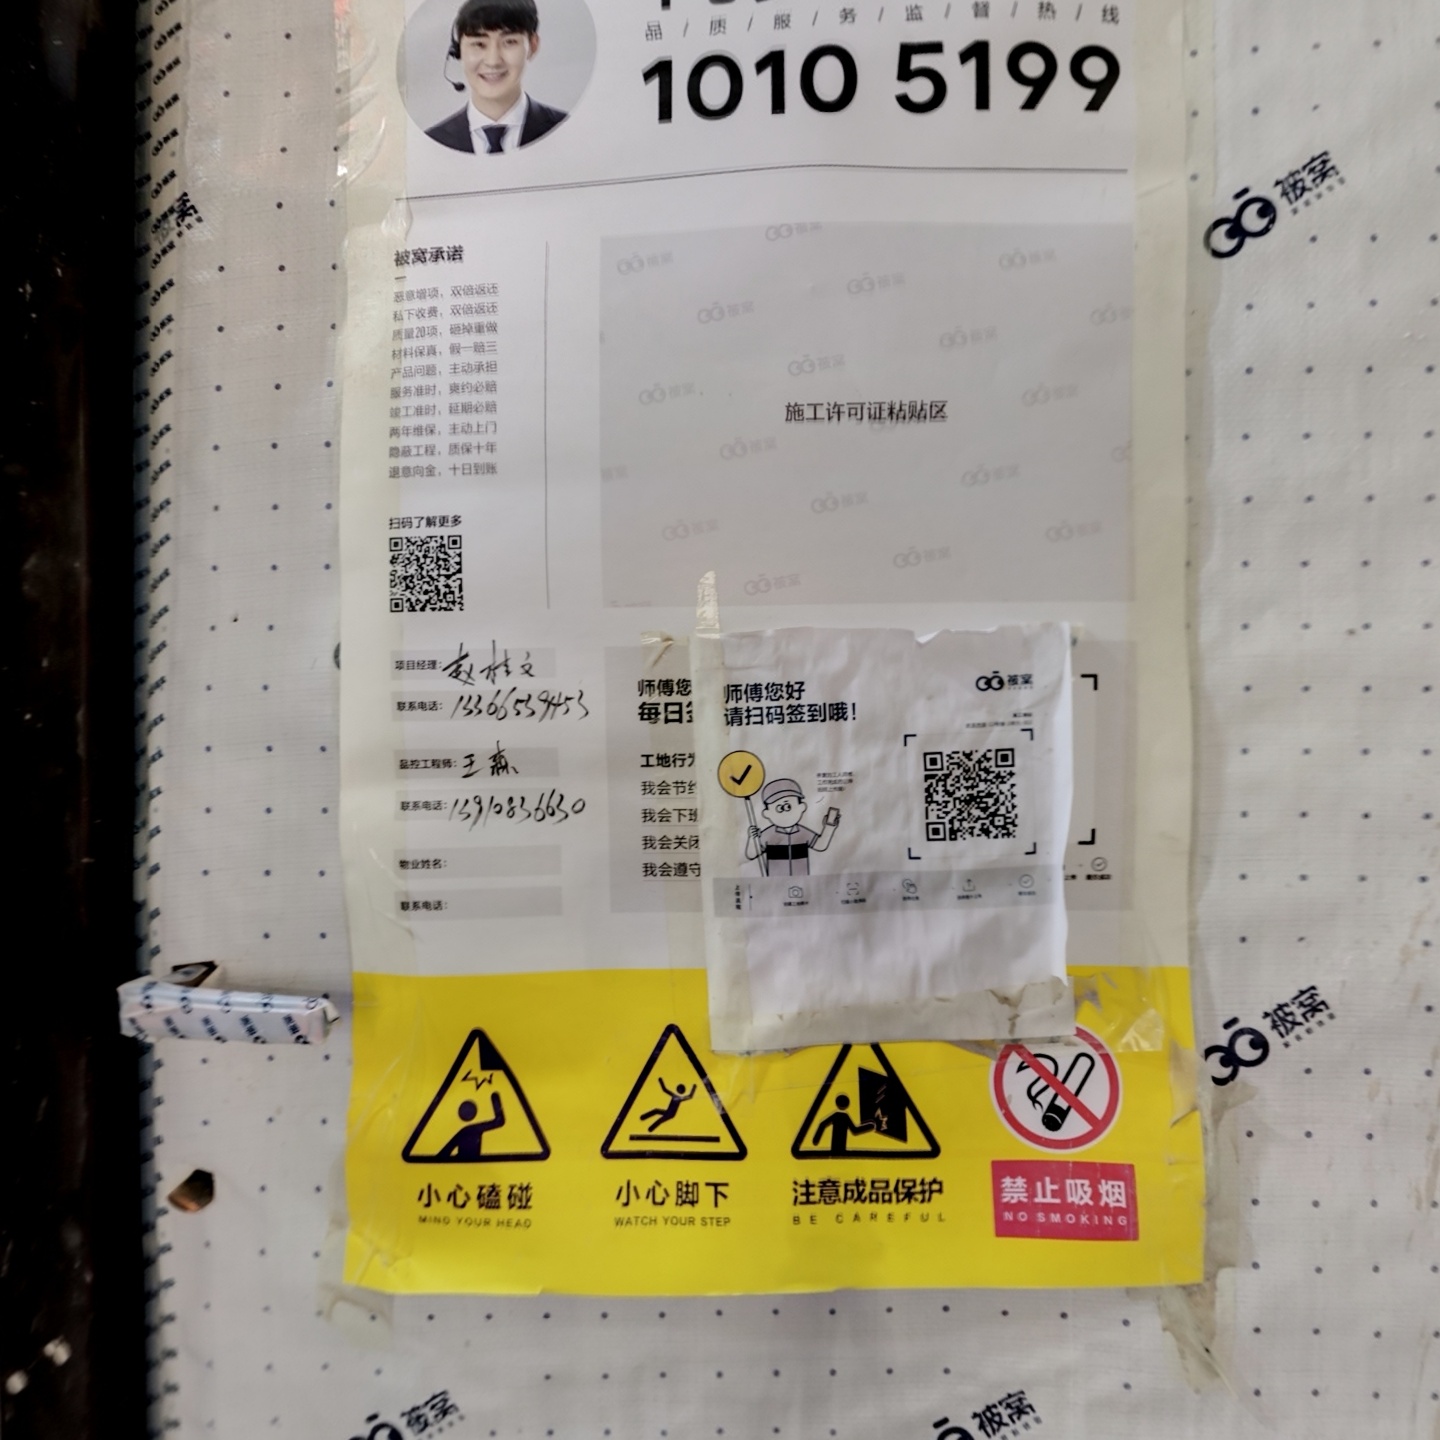 品/质/服/务/监/督/热/线
1010 5199
被窝承诺
恶意增项，双倍返还
私下收费，双倍返还
质量20项，砸掉重做
材料保真，假一赔三
产品问题，主动承担
服务准时，爽约必赔
竣工准时，延期必赔
两年维保，主动上门
隐蔽工程，质保十年
退意向金，十日到账
扫码了解更多
施工许可证粘贴区
项目经理：赵桂文
联系电话：13366539453
品控工程师：王森
联系电话：13910836630
物业姓名：
联系电话：
师傅您
每日
工地行为
我会节约
我会下班
我会关闭
我会遵守
师傅您好
请扫码签到哦！
被窝
小心磕碰
MIND YOUR HEAD
小心脚下
WATCH YOUR STEP
注意成品保护
BE CAREFUL
禁止吸烟
NO SMOKING
被窝
被窝
被窝
被窝